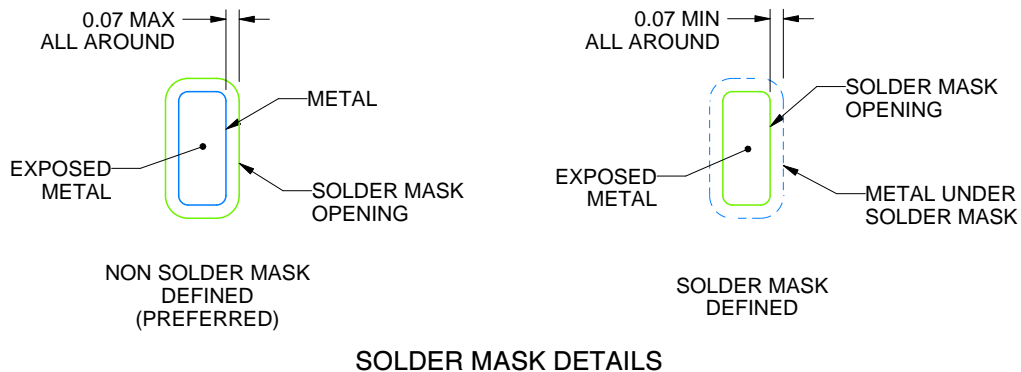 0.07 MAX
ALL AROUND
METAL
EXPOSED
METAL
SOLDER MASK
OPENING
NON SOLDER MASK
DEFINED
(PREFERRED)
0.07 MIN
ALL AROUND
SOLDER MASK
OPENING
EXPOSED
METAL
METAL UNDER
SOLDER MASK
SOLDER MASK
DEFINED
SOLDER MASK DETAILS